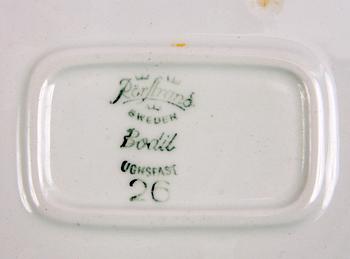 Rörstrand
SWEDEN
Bodil
UGNSFAST
26